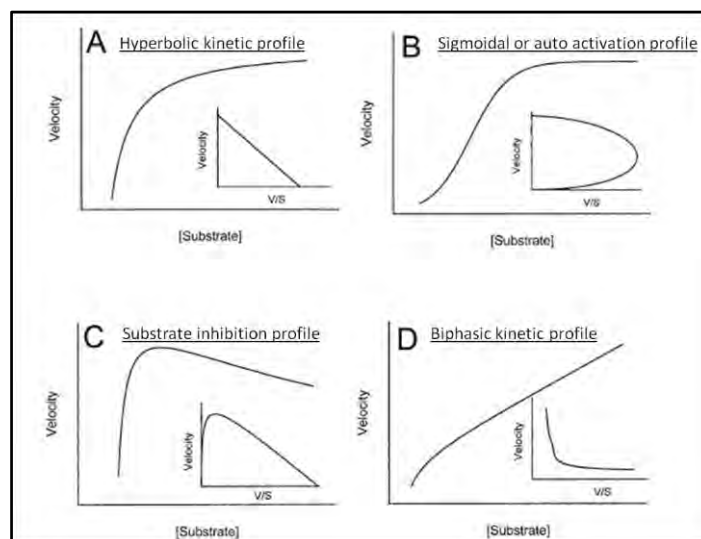 A
Hyperbolic kinetic profile
Velocity
Velocity
V/S
[Substrate]
B
Sigmoidal or auto activation profile
Velocity
Velocity
V/S
[Substrate]
C
Substrate inhibition profile
Velocity
Velocity
V/S
[Substrate]
D
Biphasic kinetic profile
Velocity
Velocity
V/S
[Substrate]